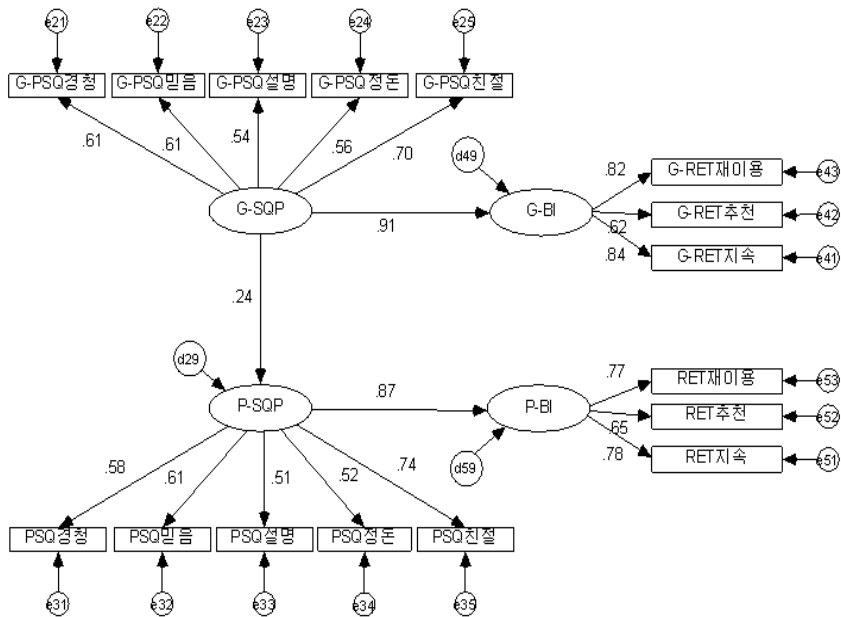 e21 e22 e23 e24 e25
G-PSQ경청 G-PSQ믿음 G-PSQ설명 G-PSQ정돈 G-PSQ친절
.61 .61 .54 .56 .70
d49
.82 G-RET재이용 e43
G-SQP .91 G-BI .62 G-RET추천 e42
.84 G-RET지속 e41
.24
d29
.77 RET재이용 e53
P-SQP .87 P-BI .65 RET추천 e52
d59 .78 RET지속 e51
.58 .61 .51 .52 .74
PSQ경청 PSQ믿음 PSQ설명 PSQ정돈 PSQ친절
e31 e32 e33 e34 e35